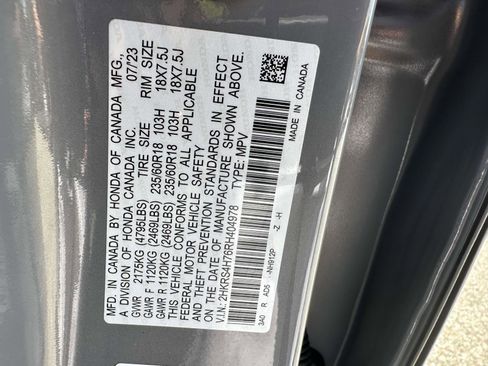 MFD. IN CANADA BY HONDA OF CANADA MFG., 07/23
A DIVISION OF HONDA CANADA INC. TIRE SIZE RIM SIZE
GVWR 2175KG (4795LBS)
GAWR F 1120KG (2469LBS) 235/60R18 103H 18X7.5J
GAWR R 1120KG (2469LBS) 235/60R18 103H 18X7.5J
THIS VEHICLE CONFORMS TO ALL APPLICABLE
FEDERAL MOTOR VEHICLE SAFETY AND
THEFT PREVENTION STANDARDS IN EFFECT
ON THE DATE OF MANUFACTURE SHOWN ABOVE.
V.I.N.: 2HKRS4H76RH404978 TYPE: MPV
3A0 R AD5 -NH912P -Z -H
MADE IN CANADA